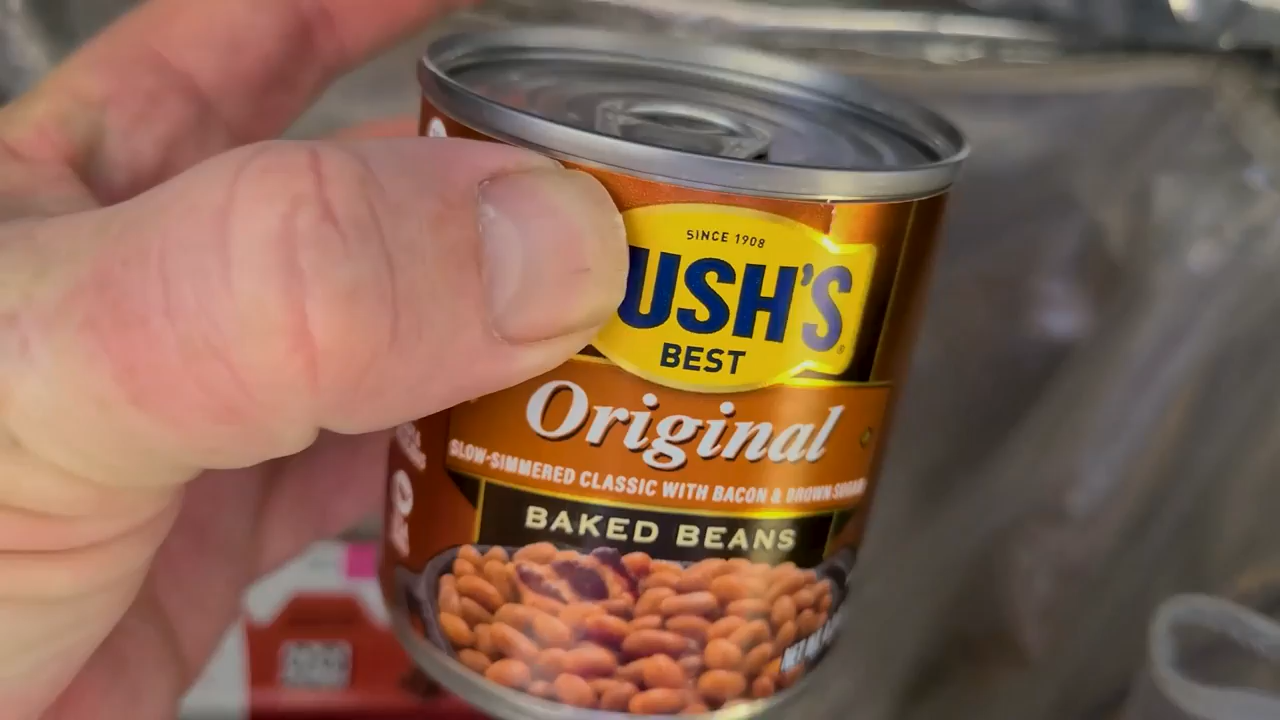 SINCE 1908
USH'S
BEST
Original
SLOW-SIMMERED CLASSIC WITH BACON & BROWN SUGAR
BAKED BEANS